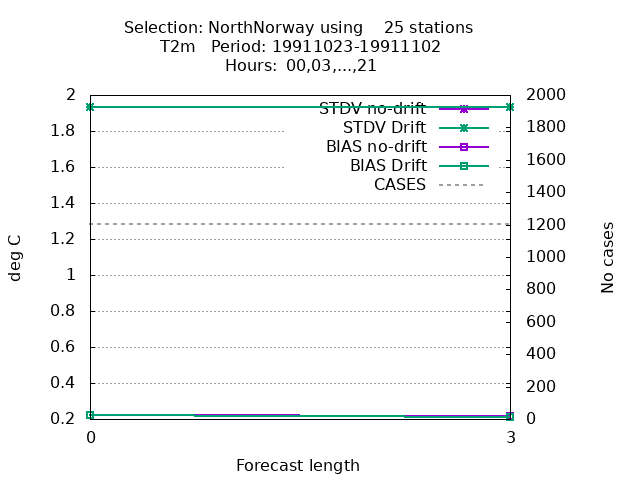 Selection: NorthNorway using 25 stations
T2m Period: 19911023-19911102
Hours: 00,03,...,21
2
1.8
1.6
1.4
1.2
1
0.8
0.6
0.4
0.2
deg C
STDV no-drift
STDV Drift
BIAS no-drift
BIAS Drift
CASES
2000
1800
1600
1400
1200
1000
800
600
400
200
0
No cases
0
3
Forecast length